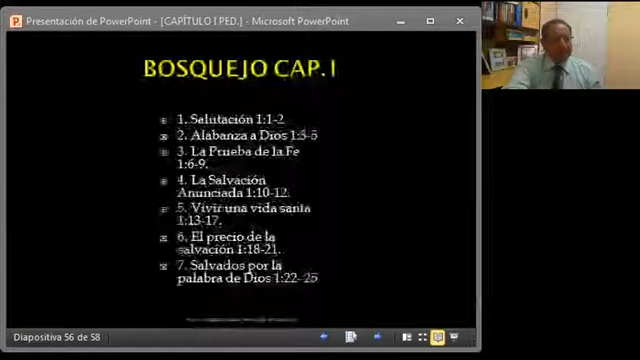 Presentación de PowerPoint - [CAPÍTULO I PED.] - Microsoft PowerPoint
BOSQUEJO CAP. I
1. Salutación 1:1-2
2. Alabanza a Dios 1:3-5
3. La Prueba de la Fe
1:6-9.
4. La Salvación
Anunciada 1:10-12.
5. Vivir una vida santa
1:13-17.
6. El precio de la
salvación 1:18-21.
7. Salvados por la
palabra de Dios 1:22-25
Diapositiva 56 de 58